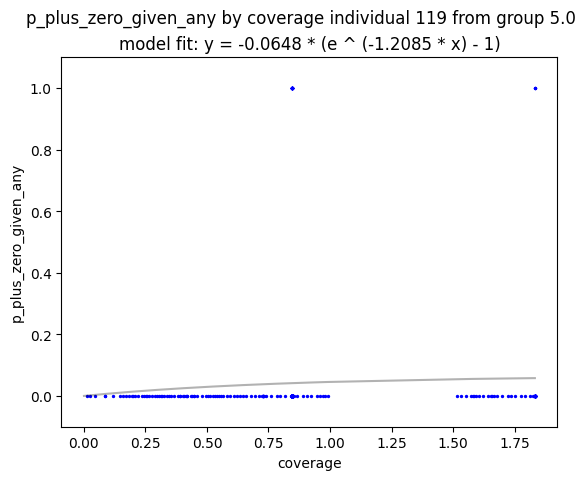 p_plus_zero_given_any by coverage individual 119 from group 5.0
model fit: y = -0.0648 * (e ^ (-1.2085 * x) - 1)
1.0
0.8
0.6
0.4
0.2
0.0
p_plus_zero_given_any
0.00 0.25 0.50 0.75 1.00 1.25 1.50 1.75
coverage